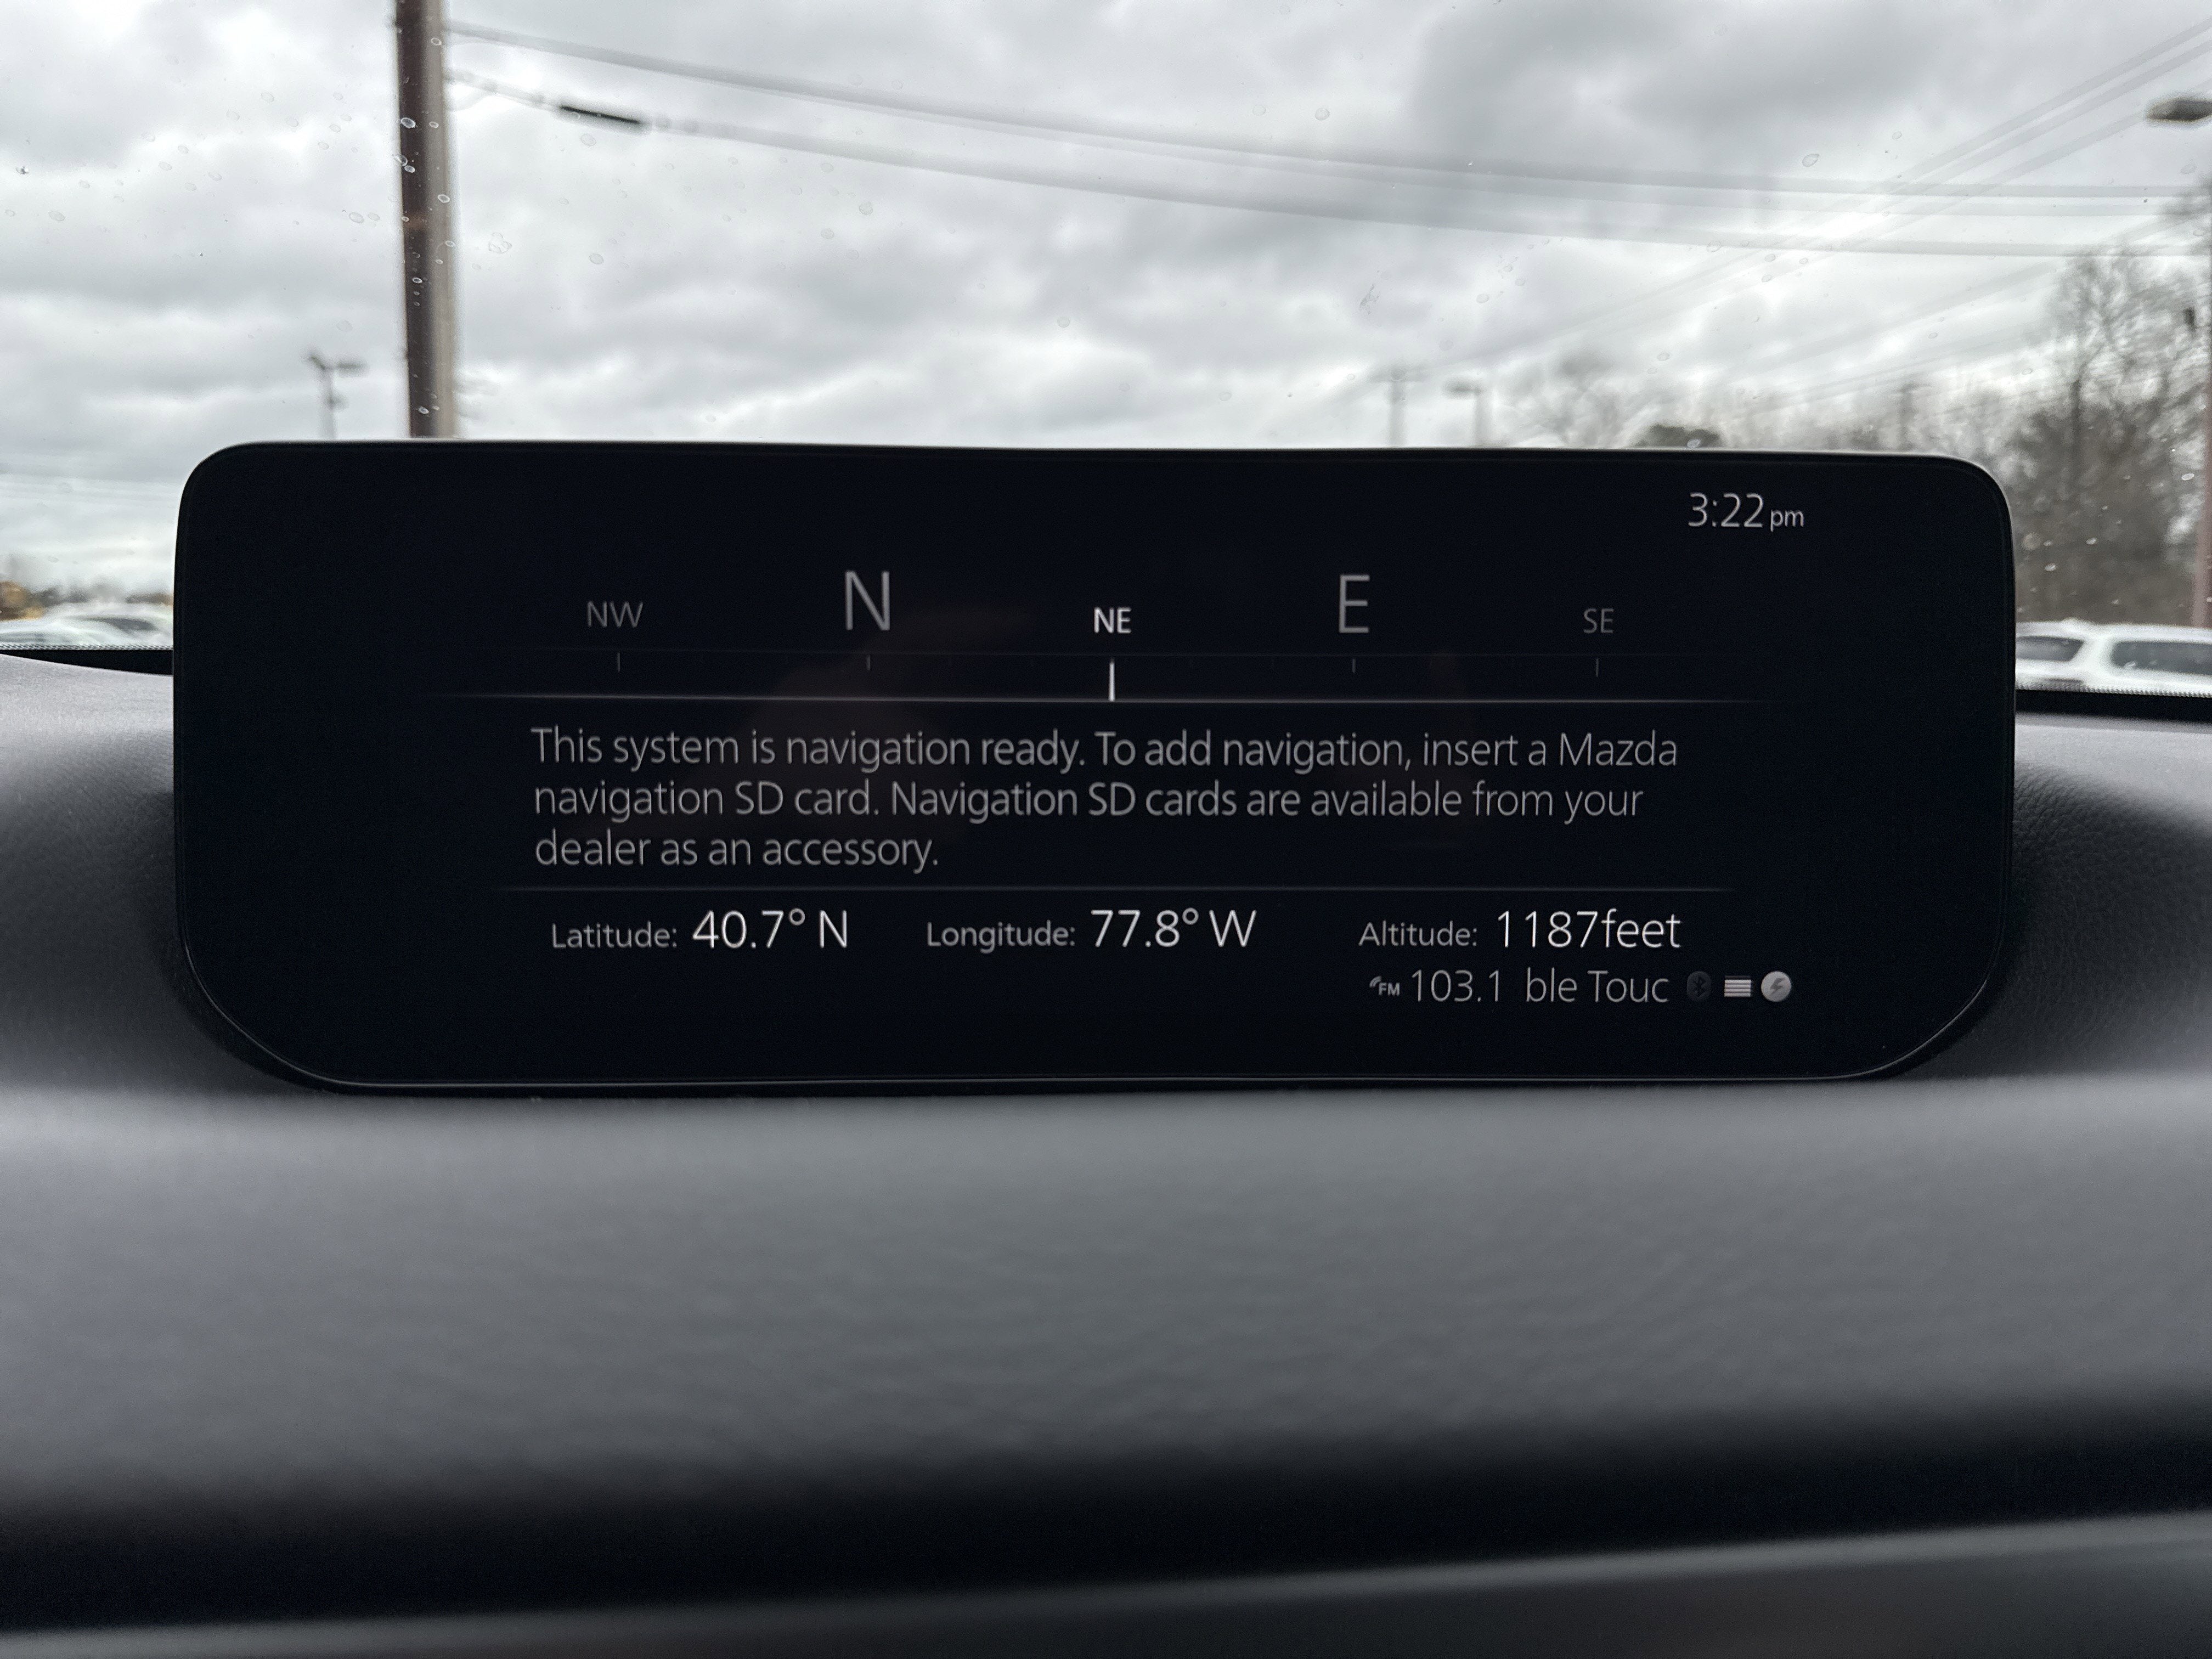 3:22 pm
NW N NE E SE
This system is navigation ready. To add navigation, insert a Mazda
navigation SD card. Navigation SD cards are available from your
dealer as an accessory.
Latitude: 40.7° N Longitude: 77.8° W Altitude: 1187feet
FM 103.1 ble Touc